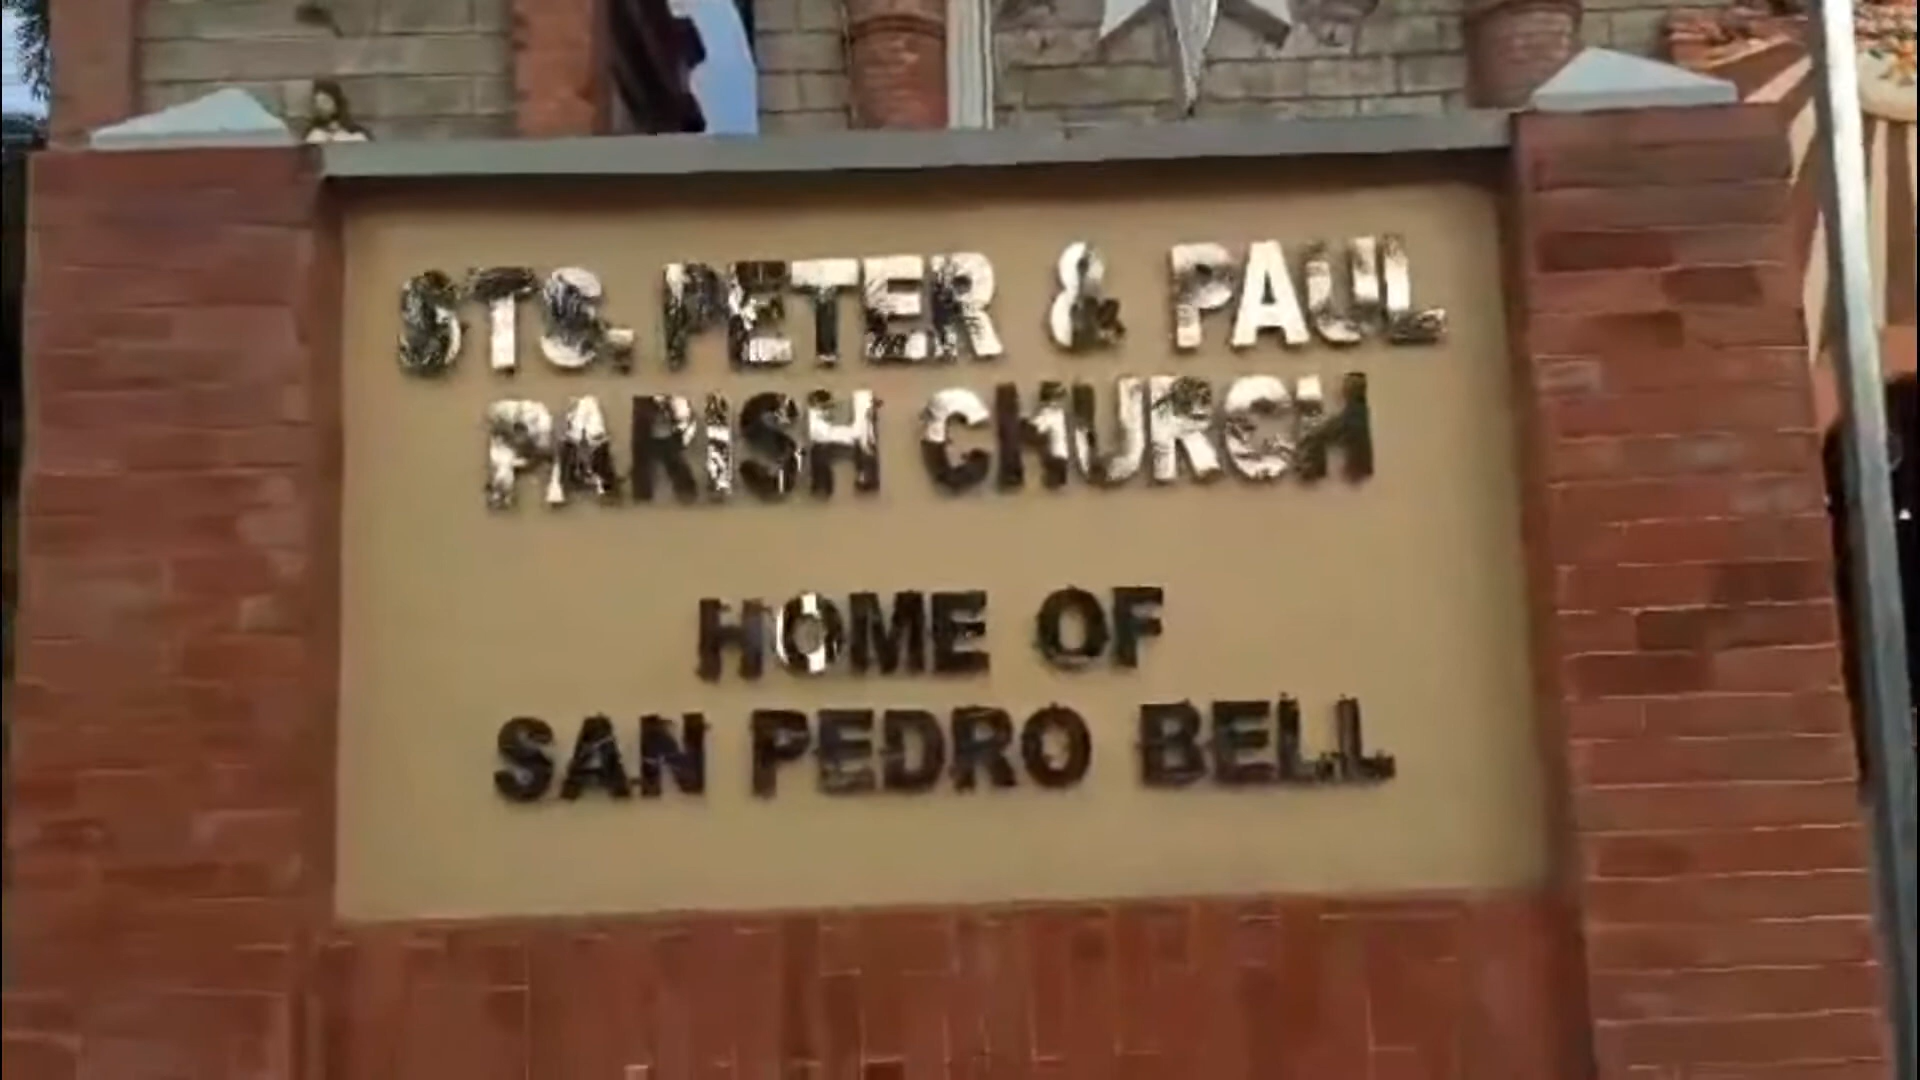 STS. PETER & PAUL
PARISH CHURCH
HOME OF
SAN PEDRO BELL